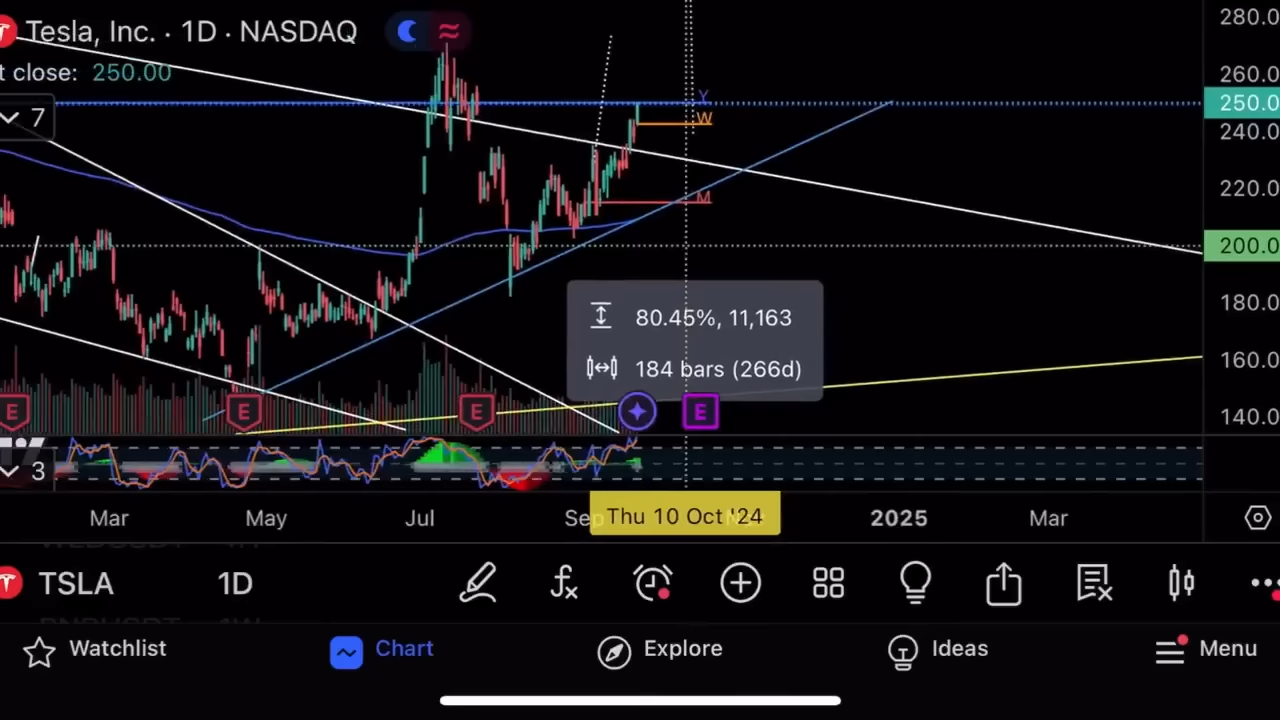 Tesla, Inc. · 1D · NASDAQ
t close: 250.00
7
280.0
260.0
250.0
240.0
220.0
200.0
180.0
160.0
140.0
Y
W
M
80.45%, 11,163
184 bars (266d)
E
E
E
E
3
Mar
May
Jul
Sep
Thu 10 Oct '24
2025
Mar
TSLA
1D
Watchlist
Chart
Explore
Ideas
Menu